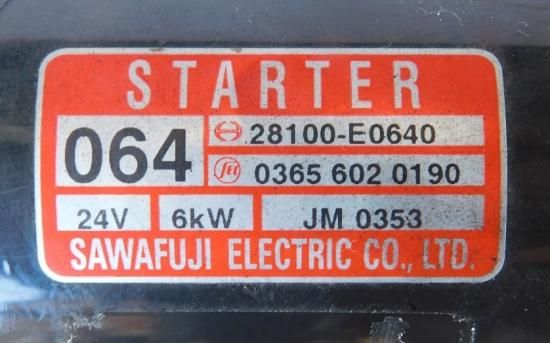 STARTER
064
28100-E0640
0365 602 0190
24V 6kW JM 0353
SAWAFUJI ELECTRIC CO., LTD.